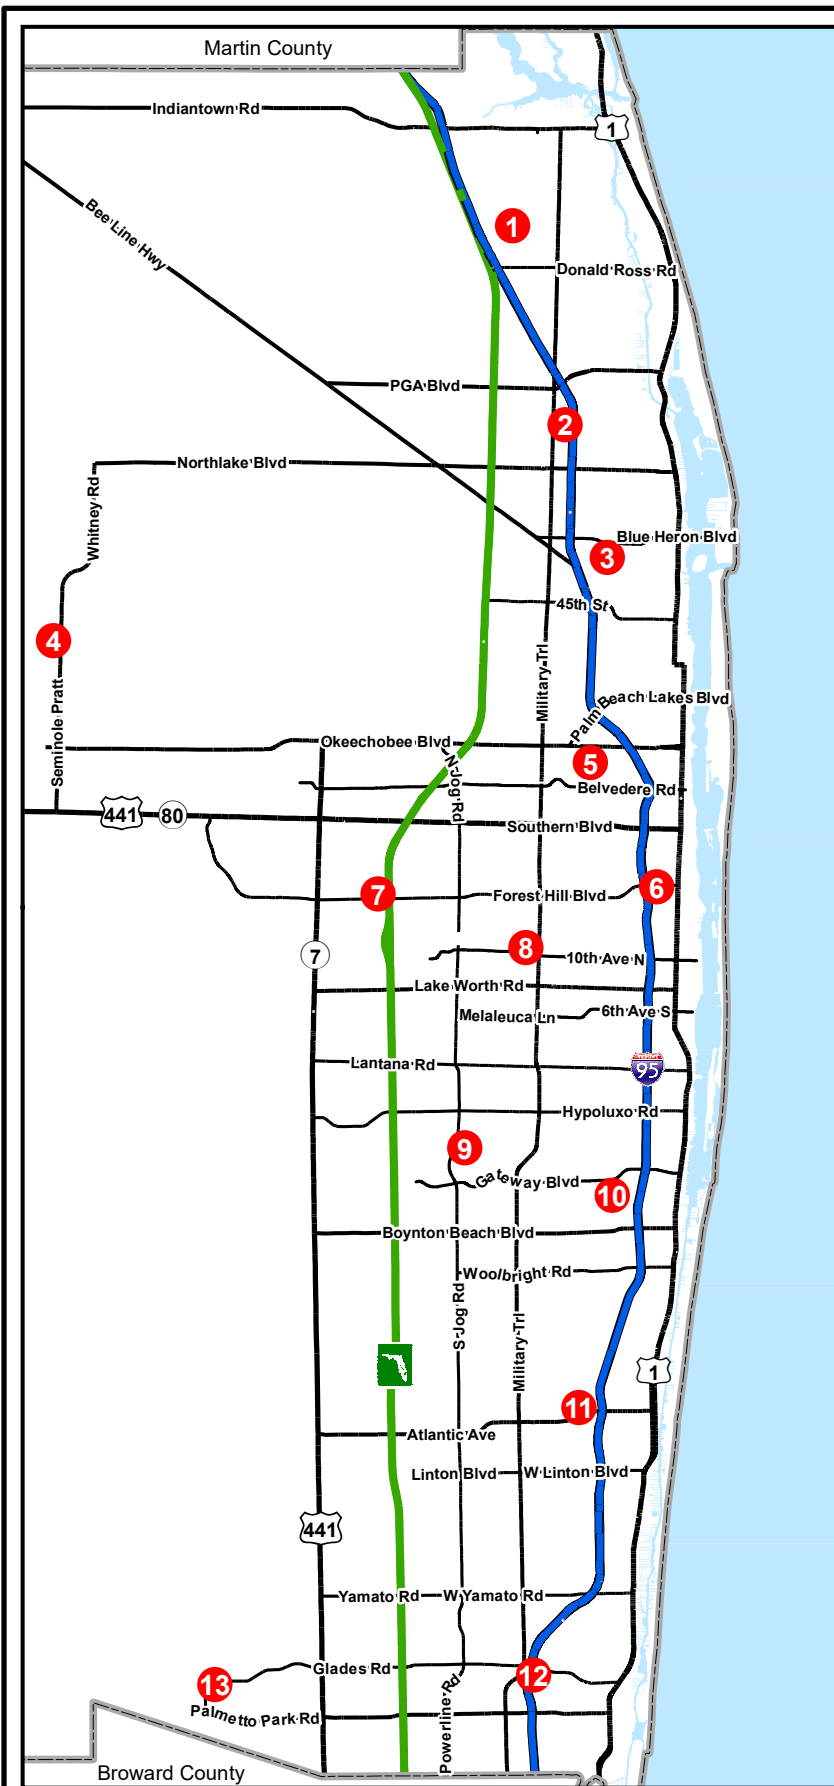 Martin County
Indiantown Rd
1
Bee Line Hwy
1
Donald Ross Rd
PGA Blvd
2
Northlake Blvd
Whitney Rd
Blue Heron Blvd
3
45th St
4
Military Trl
Seminole Pratt
Palm Beach Lakes Blvd
Okeechobee Blvd
N Jog Rd
5
Belvedere Rd
441
80
Southern Blvd
7
Forest Hill Blvd
6
7
8
10th Ave N
Lake Worth Rd
Melaleuca Ln
6th Ave S
Lantana Rd
95
Hypoluxo Rd
9
Gateway Blvd
10
Boynton Beach Blvd
Woolbright Rd
S Jog Rd
Military Trl
1
11
Atlantic Ave
Linton Blvd
W Linton Blvd
441
Yamato Rd
W Yamato Rd
Glades Rd
12
13
Powerline Rd
Palmetto Park Rd
Broward County